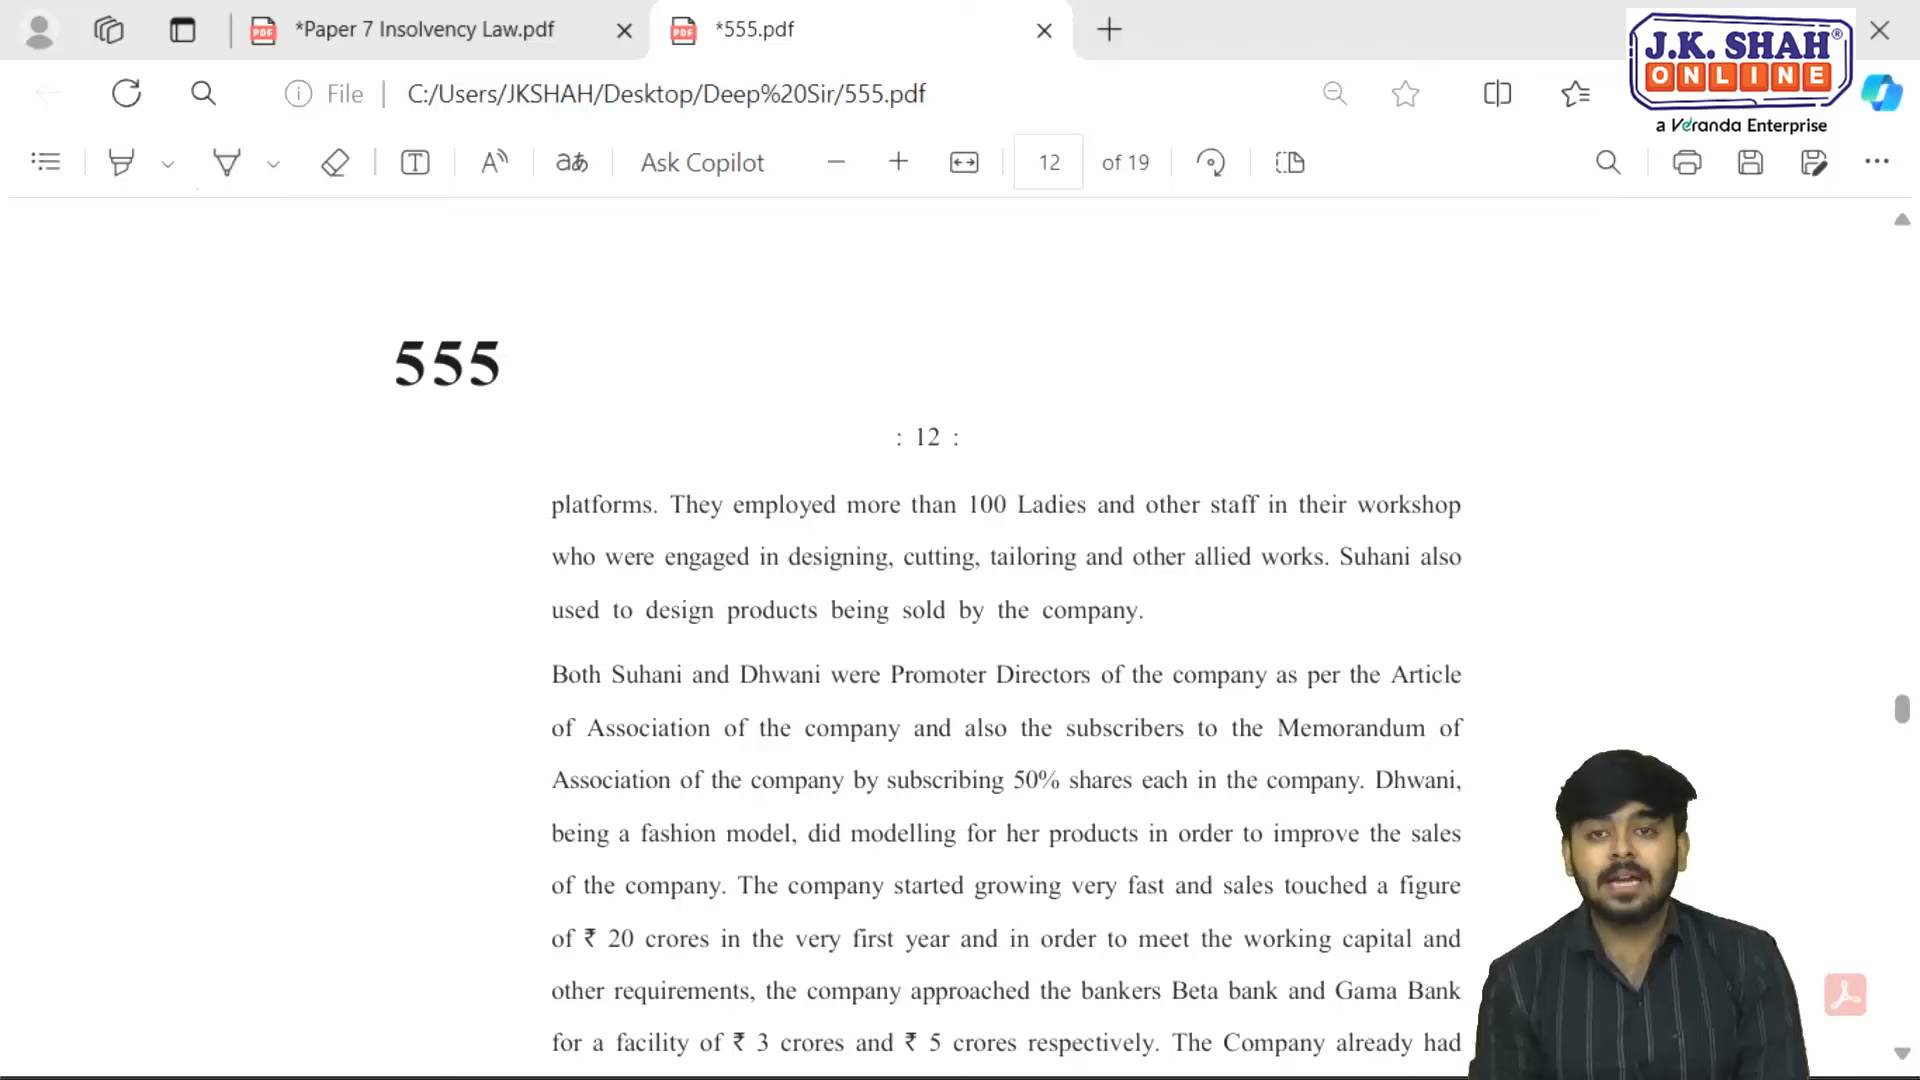 *Paper 7 Insolvency Law.pdf
*555.pdf
J.K. SHAH®
ONLINE
a Veranda Enterprise
File
C:/Users/JKSHAH/Desktop/Deep%20Sir/555.pdf
Ask Copilot
12
of 19
555
: 12 :
platforms. They employed more than 100 Ladies and other staff in their workshop
who were engaged in designing, cutting, tailoring and other allied works. Suhani also
used to design products being sold by the company.
Both Suhani and Dhwani were Promoter Directors of the company as per the Article
of Association of the company and also the subscribers to the Memorandum of
Association of the company by subscribing 50% shares each in the company. Dhwani,
being a fashion model, did modelling for her products in order to improve the sales
of the company. The company started growing very fast and sales touched a figure
of ₹ 20 crores in the very first year and in order to meet the working capital and
other requirements, the company approached the bankers Beta bank and Gama Bank
for a facility of ₹ 3 crores and ₹ 5 crores respectively. The Company already had